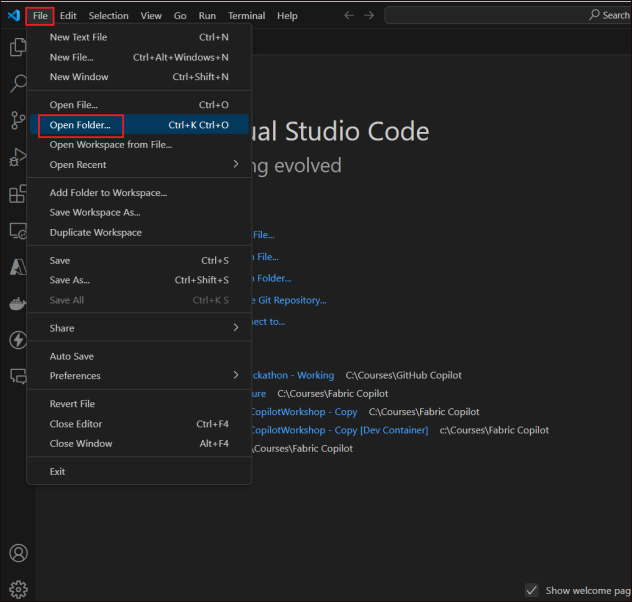 File Edit Selection View Go Run Terminal Help Search
New Text File Ctrl+N
New File... Ctrl+Alt+Windows+N
New Window Ctrl+Shift+N
Open File... Ctrl+O
Open Folder... Ctrl+K Ctrl+O
Open Workspace from File...
Open Recent
Add Folder to Workspace...
Save Workspace As...
Duplicate Workspace
Save Ctrl+S
Save As... Ctrl+Shift+S
Save All Ctrl+K S
Share
Auto Save
Preferences
Revert File
Close Editor Ctrl+F4
Close Window Alt+F4
Exit
ual Studio Code
ng evolved
File...
n File...
n Folder...
e Git Repository...
nect to...
ckathon - Working C:\Courses\GitHub Copilot
ure C:\Courses\Fabric Copilot
CopilotWorkshop - Copy C:\Courses\Fabric Copilot
CopilotWorkshop - Copy [Dev Container] c:\Courses\Fabric Copilot
\Courses\Fabric Copilot
Show welcome pag